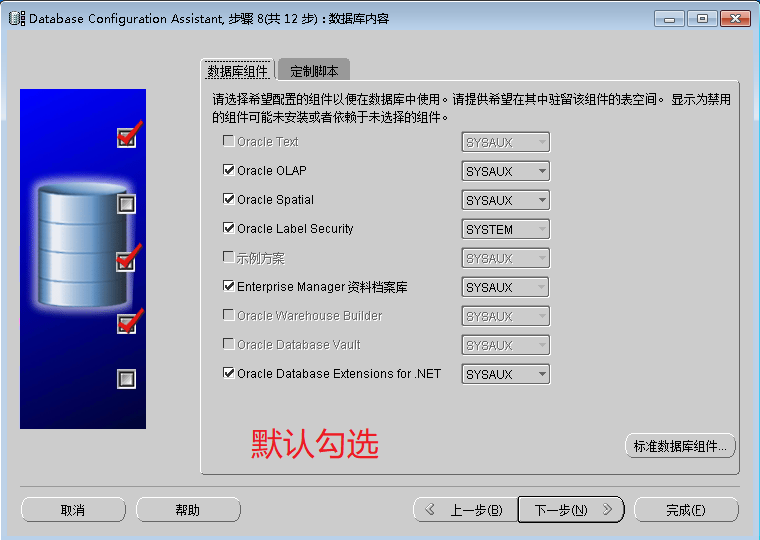 Database Configuration Assistant, 步骤 8(共 12 步) : 数据库内容
数据库组件 定制脚本
请选择希望配置的组件以便在数据库中使用。请提供希望在其中驻留该组件的表空间。 显示为禁用
的组件可能未安装或者依赖于未选择的组件。
Oracle Text SYSAUX
Oracle OLAP SYSAUX
Oracle Spatial SYSAUX
Oracle Label Security SYSTEM
示例方案 SYSAUX
Enterprise Manager 资料档案库 SYSAUX
Oracle Warehouse Builder SYSAUX
Oracle Database Vault SYSAUX
Oracle Database Extensions for .NET SYSAUX
默认勾选
标准数据库组件...
取消 帮助 上一步(B) 下一步(N) 完成(F)